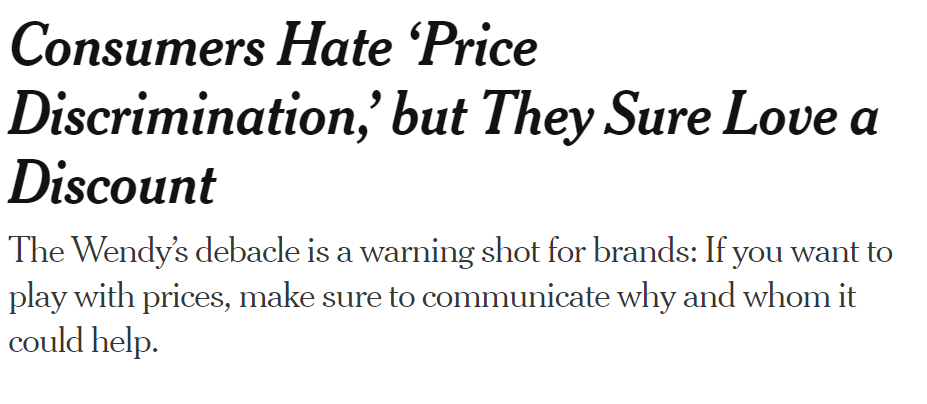 Consumers Hate ‘Price
Discrimination,’ but They Sure Love a
Discount
The Wendy’s debacle is a warning shot for brands: If you want to
play with prices, make sure to communicate why and whom it
could help.